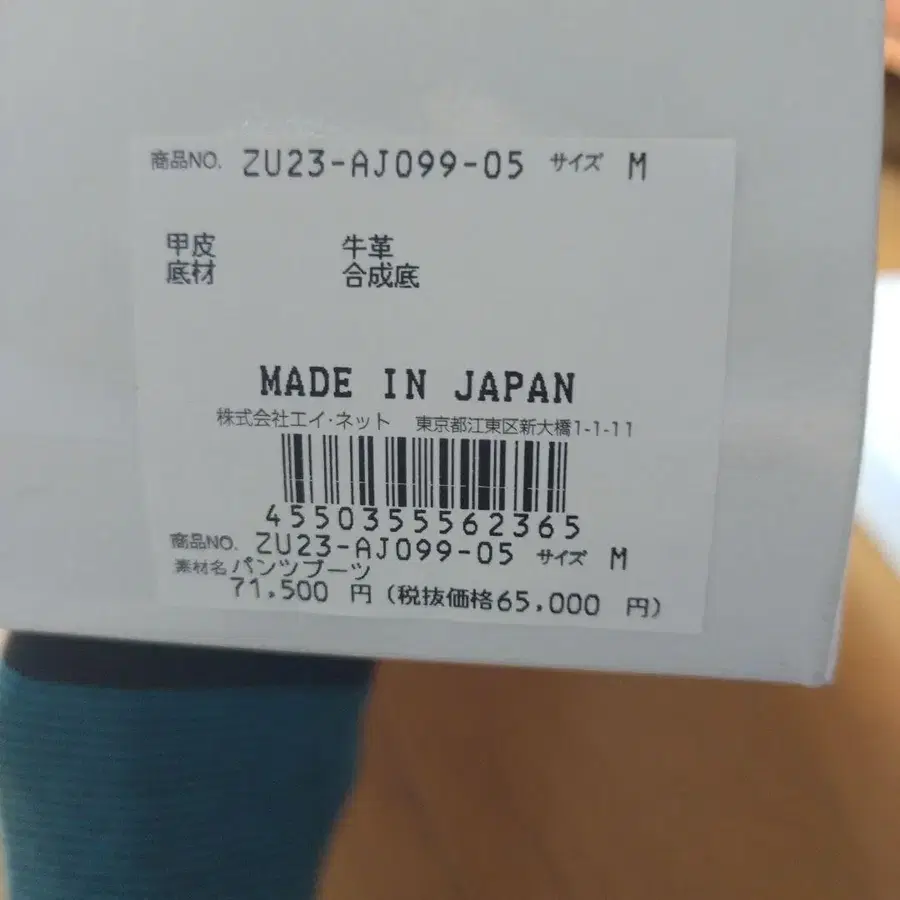 商品NO. ZU23-AJ099-05 サイズ M
甲皮 牛革
底材 合成底
MADE IN JAPAN
株式会社エイ・ネット 東京都江東区新大橋1-1-11
4550355562365
商品NO. ZU23-AJ099-05 サイズ M
素材名 パンツブーツ
71,500 円 (税抜価格65,000 円)